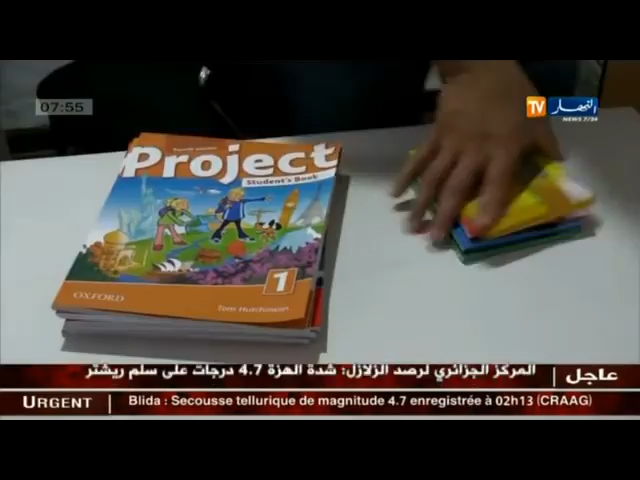 07:55
TV النهار
NEWS 7/24
Fourth edition
Project
Student's Book
1
OXFORD
Tom Hutchinson
عاجل
المركز الجزائري لرصد الزلازل: شدة الهزة 4.7 درجات على سلم ريشتر
URGENT
Blida : Secousse tellurique de magnitude 4.7 enregistrée à 02h13 (CRAAG)